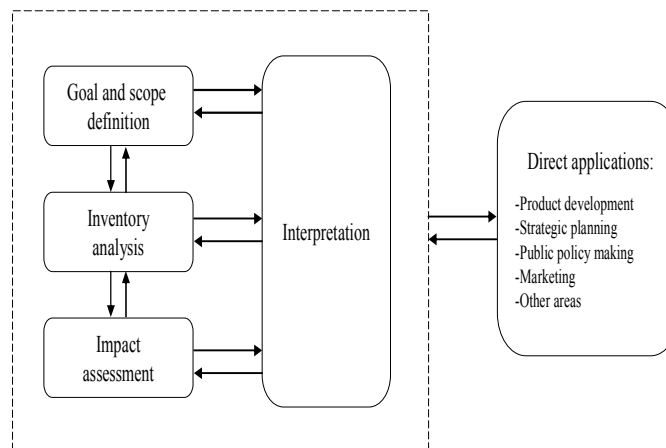 Goal and scope
definition
Inventory
analysis
Impact
assessment
Interpretation
Direct applications:
-Product development
-Strategic planning
-Public policy making
-Marketing
-Other areas